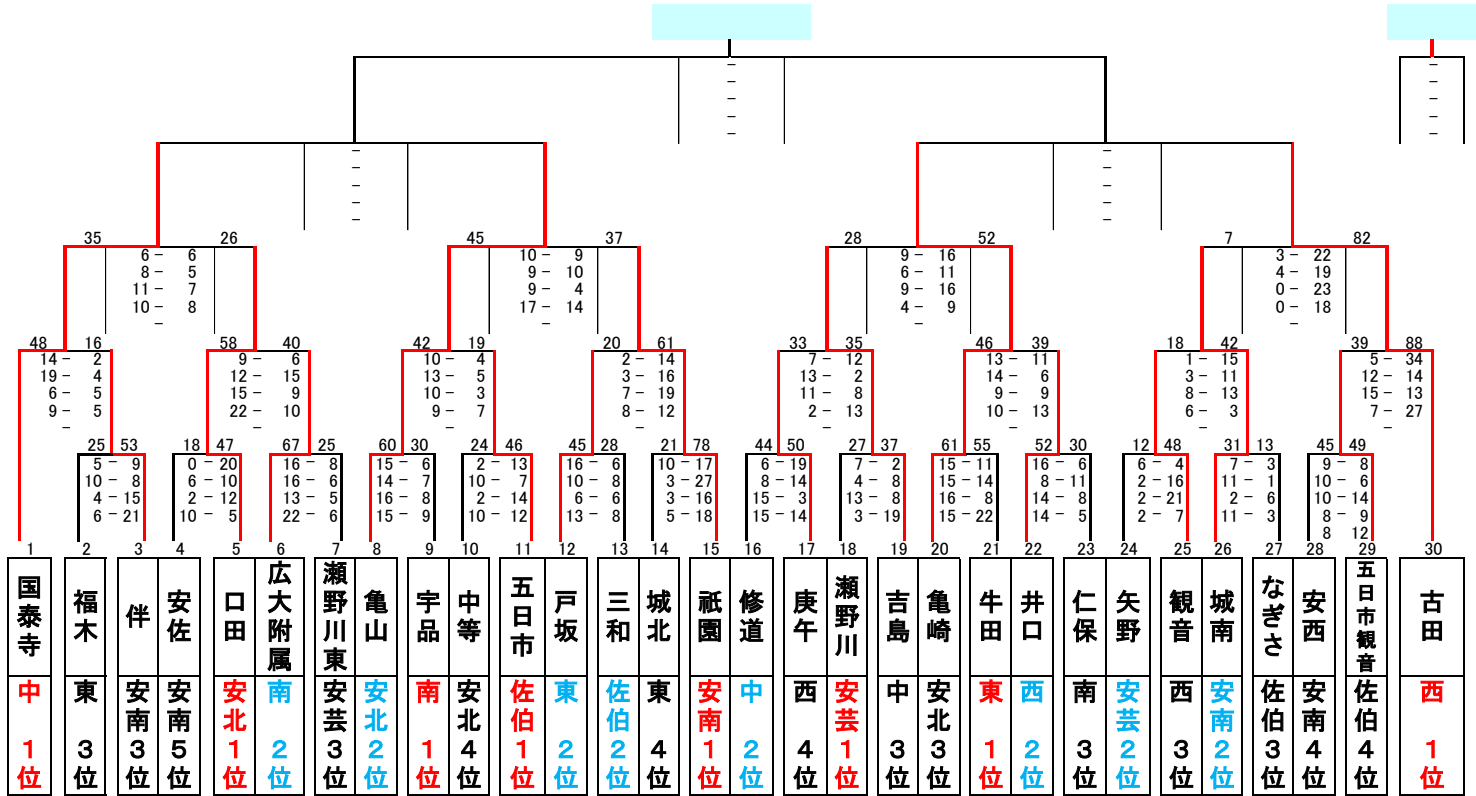 － －
－ －
－ －
－ －
－ －
－ －
－ －
－ －
－ －
－ －
35 26 45 37 28 52 7 82
6－ 6 10－ 9 9－ 16 3－ 22
8－ 5 9－ 10 6－ 11 4－ 19
11－ 7 9－ 4 9－ 16 0－ 23
10－ 8 17－ 14 4－ 9 0－ 18
－ － － －
48 16 58 40 42 19 20 61 33 35 46 39 18 42 39 88
14－ 2 9－ 6 10－ 4 2－ 14 7－ 12 13－ 11 1－ 15 5－ 34
19－ 4 12－ 15 13－ 5 3－ 16 13－ 2 14－ 6 3－ 11 12－ 14
6－ 5 15－ 9 10－ 3 7－ 19 11－ 8 9－ 9 8－ 13 15－ 13
9－ 5 22－ 10 9－ 7 8－ 12 2－ 13 10－ 13 6－ 3 7－ 27
－ － － － － － － －
25 53 18 47 67 25 60 30 24 46 45 28 21 78 44 50 27 37 61 55 52 30 12 48 31 13 45 49
5－ 9 0－20 16－ 8 15－ 6 2－13 16－ 6 10－17 6－19 7－ 2 15－11 16－ 6 6－ 4 7－ 3 9－ 8
10－ 8 6－10 16－ 6 14－ 7 10－ 7 10－ 8 3－27 8－14 4－ 8 15－14 8－11 2－16 11－ 1 10－ 6
4－15 2－12 13－ 5 16－ 8 2－14 6－ 6 3－16 15－ 3 13－ 8 16－ 8 14－ 8 2－21 2－ 6 10－14
6－21 10－ 5 22－ 6 15－ 9 10－12 13－ 8 5－18 15－14 3－19 15－22 14－ 5 2－ 7 11－ 3 8－ 9
8 12
1 2 3 4 5 6 7 8 9 10 11 12 13 14 15 16 17 18 19 20 21 22 23 24 25 26 27 28 29 30
国泰寺 福木 伴 安佐 口田 広大附属 瀬野川東 亀山 宇品 中等 五日市 戸坂 三和 城北 祇園 修道 庚午 瀬野川 吉島 亀崎 牛田 井口 仁保 矢野 観音 城南 なぎさ 安西 五日市観音 古田
中1位 東3位 安南3位 安南5位 安北1位 南2位 安芸3位 安北2位 南1位 安北4位 佐伯1位 東2位 佐伯2位 東4位 安南1位 中2位 西4位 安芸1位 中3位 安北3位 東1位 西2位 南3位 安芸2位 西3位 安南2位 佐伯3位 安南4位 佐伯4位 西1位